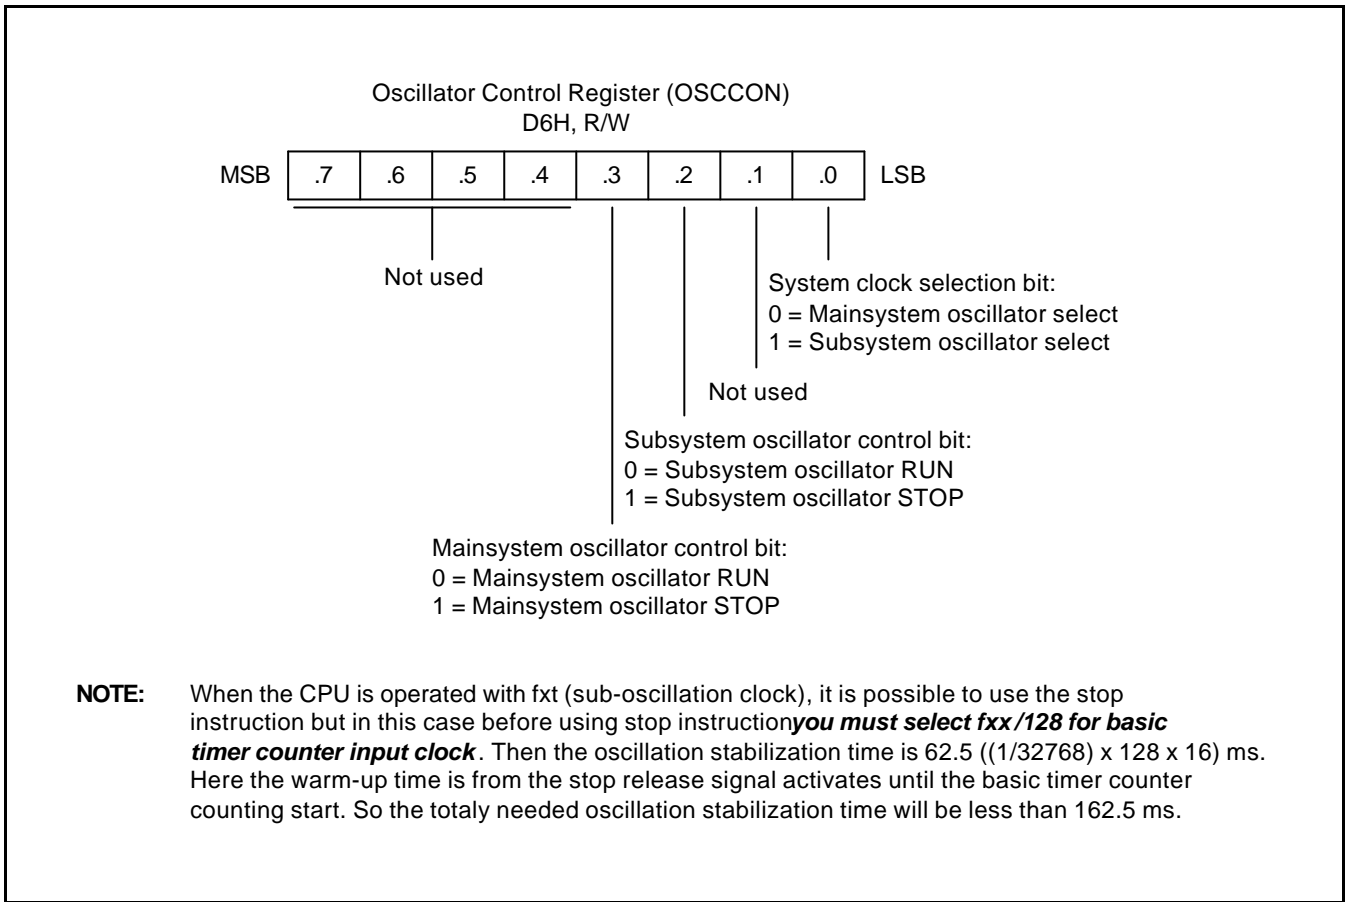 Oscillator Control Register (OSCCON)
D6H, R/W
MSB .7 .6 .5 .4 .3 .2 .1 .0 LSB
Not used
System clock selection bit:
0 = Mainsystem oscillator select
1 = Subsystem oscillator select
Not used
Subsystem oscillator control bit:
0 = Subsystem oscillator RUN
1 = Subsystem oscillator STOP
Mainsystem oscillator control bit:
0 = Mainsystem oscillator RUN
1 = Mainsystem oscillator STOP
NOTE: When the CPU is operated with fxt (sub-oscillation clock), it is possible to use the stop
instruction but in this case before using stop instruction you must select fxx/128 for basic
timer counter input clock. Then the oscillation stabilization time is 62.5 ((1/32768) x 128 x 16) ms.
Here the warm-up time is from the stop release signal activates until the basic timer counter
counting start. So the totaly needed oscillation stabilization time will be less than 162.5 ms.